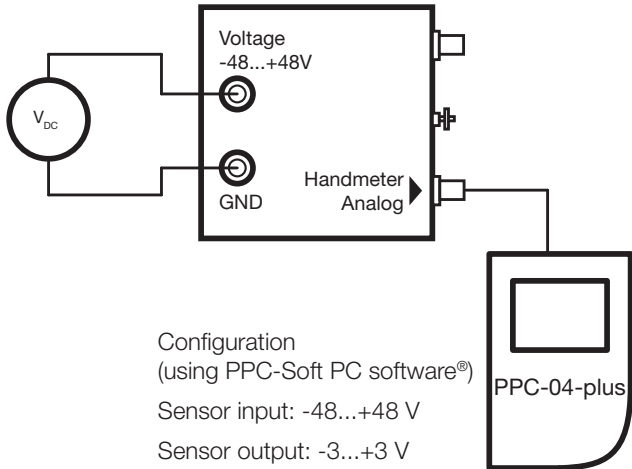 Voltage
-48...+48V
V_DC
GND
Handmeter
Analog
PPC-04-plus
Configuration
(using PPC-Soft PC software®)
Sensor input: -48...+48 V
Sensor output: -3...+3 V